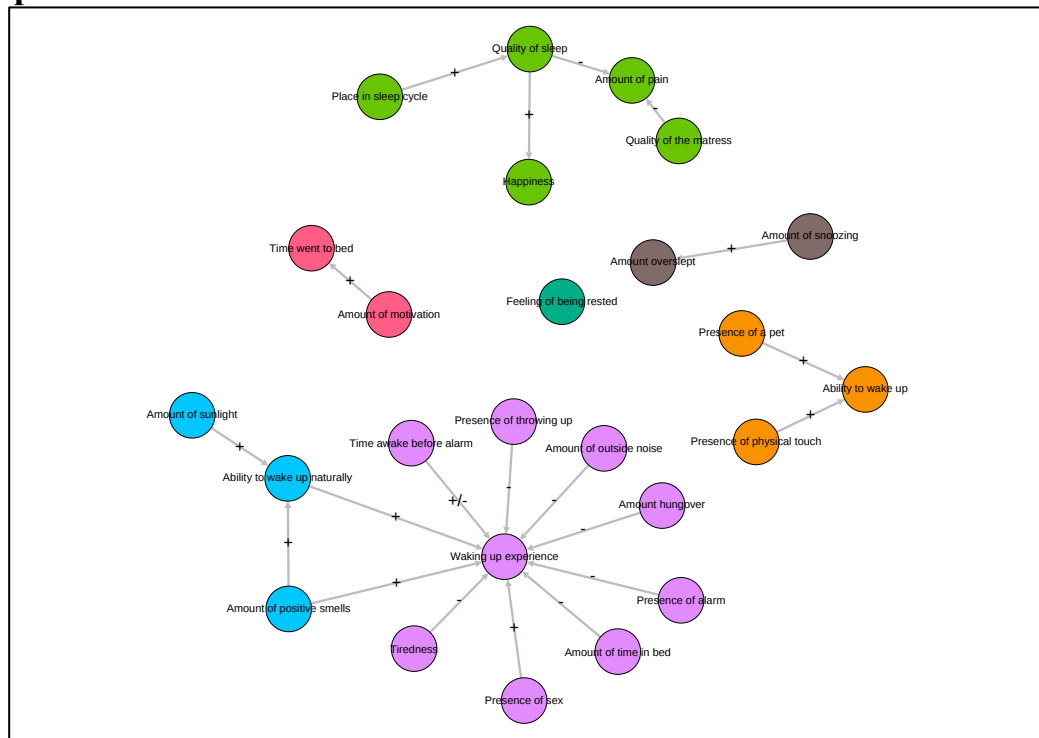 Quality of sleep
-
Amount of pain
+
Place in sleep cycle
-
+
Quality of the matress
Happiness
Amount of snoozing
Time went to bed
+
Amount overslept
+
Feeling of being rested
Amount of motivation
Presence of a pet
+
Ability to wake up
Amount of sunlight
+
Presence of throwing up
Presence of physical touch
Time awake before alarm
Amount of outside noise
+
Ability to wake up naturally
-
+/-
-
Amount hungover
+
-
+
Waking up experience
-
+
Presence of alarm
-
-
Amount of positive smells
+
Tiredness
Amount of time in bed
Presence of sex